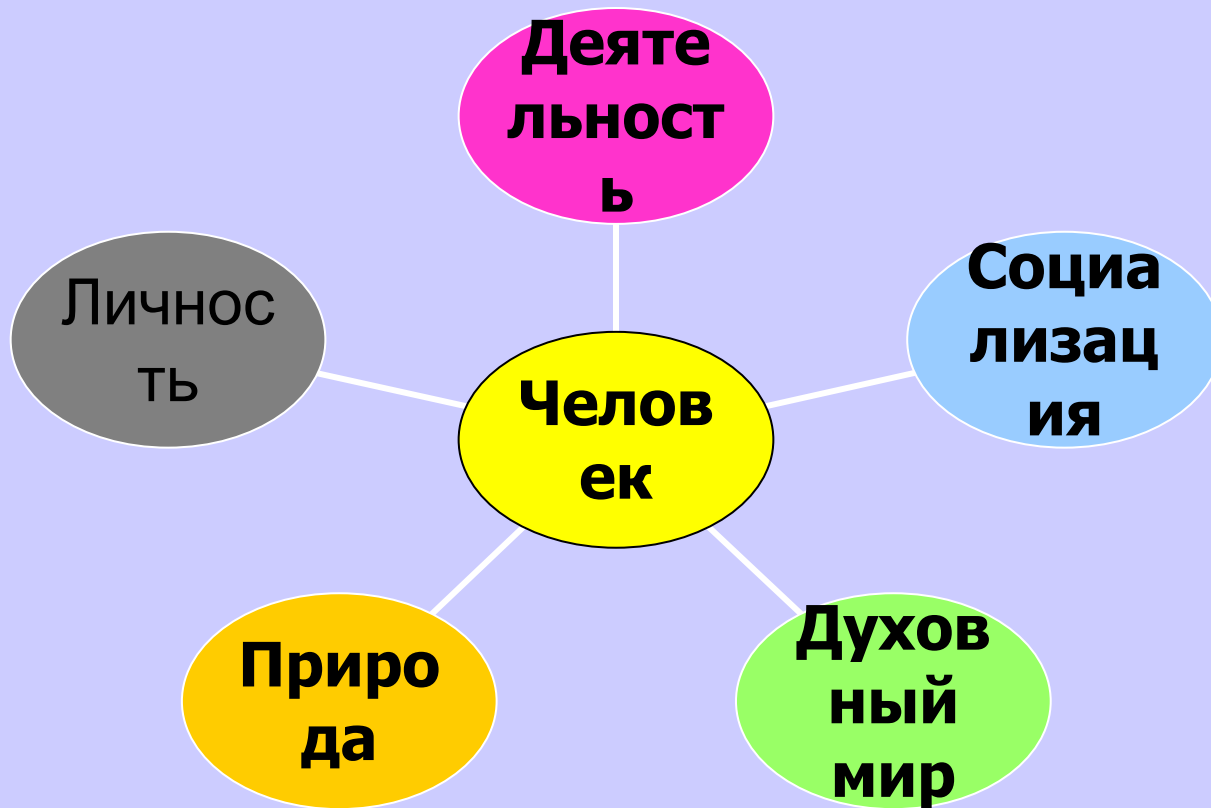 Деяте
льност
ь
Социа
лизац
ия
Личнос
ть
Челов
ек
Духов
ный
мир
Приро
да